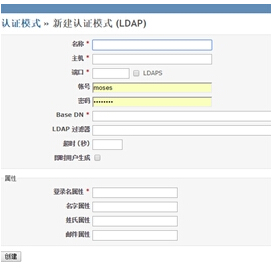 认证模式 » 新建认证模式 (LDAP)
名称 *
主机 *
端口 * LDAPS
帐号 moses
密码 ••••••••
Base DN *
LDAP 过滤器
超时 (秒)
即时用户生成
属性
登录名属性 *
名字属性
姓氏属性
邮件属性
创建